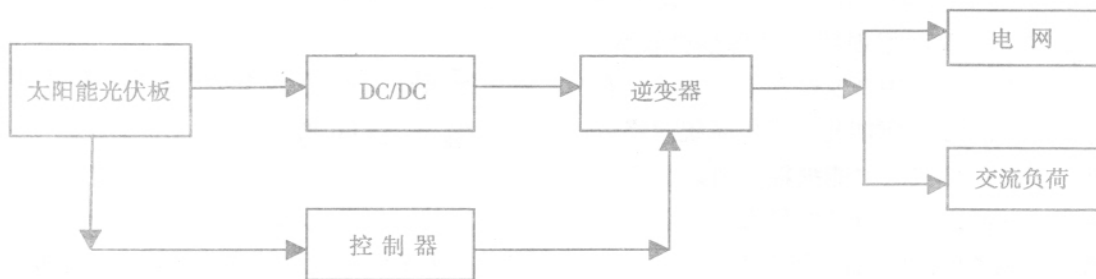 电 网
太阳能光伏板
DC/DC
逆变器
交流负荷
控 制 器